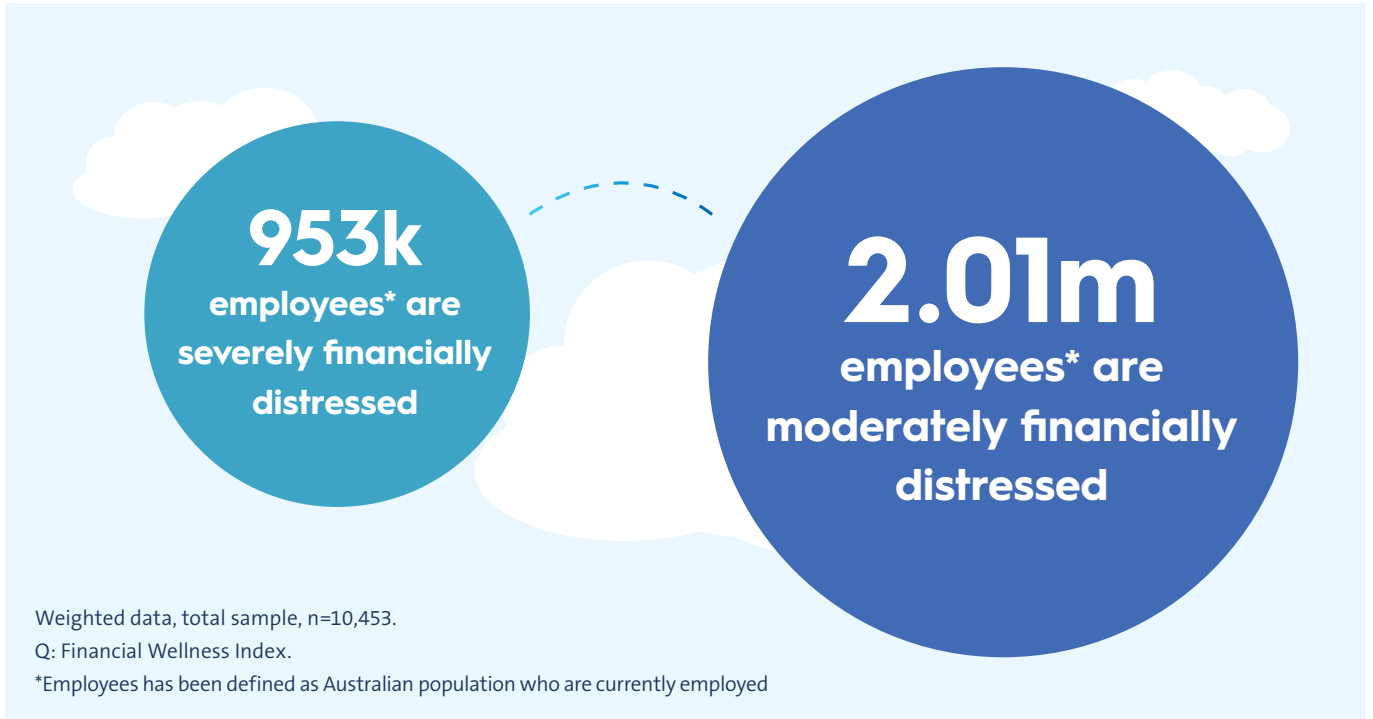 953k
employees* are
severely financially
distressed
2.01m
employees* are
moderately financially
distressed
Weighted data, total sample, n=10,453.
Q: Financial Wellness Index.
*Employees has been defined as Australian population who are currently employed